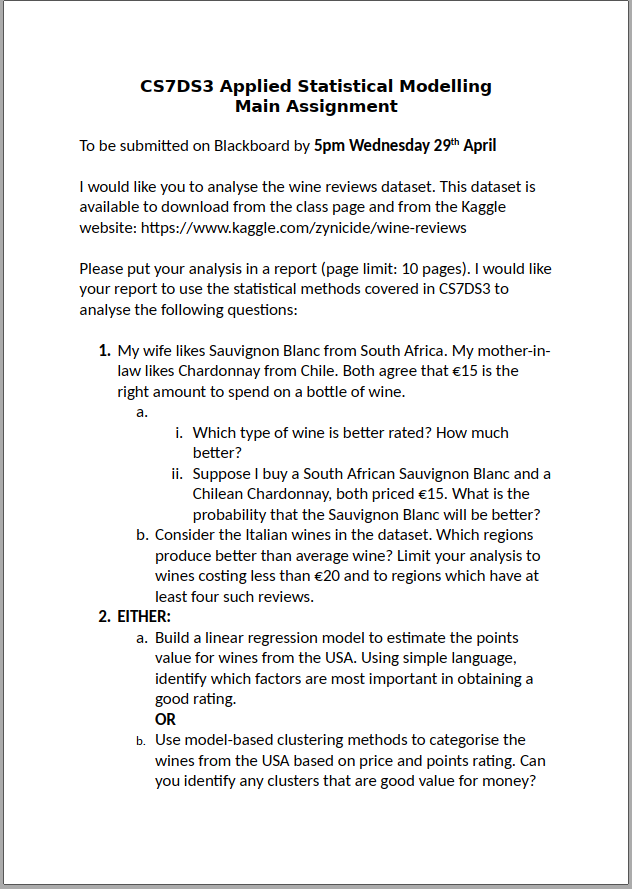 CS7DS3 Applied Statistical Modelling
Main Assignment
To be submitted on Blackboard by 5pm Wednesday 29th April
I would like you to analyse the wine reviews dataset. This dataset is
available to download from the class page and from the Kaggle
website: https://www.kaggle.com/zynicide/wine-reviews
Please put your analysis in a report (page limit: 10 pages). I would like
your report to use the statistical methods covered in CS7DS3 to
analyse the following questions:
1. My wife likes Sauvignon Blanc from South Africa. My mother-in-
law likes Chardonnay from Chile. Both agree that €15 is the
right amount to spend on a bottle of wine.
a.
i. Which type of wine is better rated? How much
better?
ii. Suppose I buy a South African Sauvignon Blanc and a
Chilean Chardonnay, both priced €15. What is the
probability that the Sauvignon Blanc will be better?
b. Consider the Italian wines in the dataset. Which regions
produce better than average wine? Limit your analysis to
wines costing less than €20 and to regions which have at
least four such reviews.
2. EITHER:
a. Build a linear regression model to estimate the points
value for wines from the USA. Using simple language,
identify which factors are most important in obtaining a
good rating.
OR
b. Use model-based clustering methods to categorise the
wines from the USA based on price and points rating. Can
you identify any clusters that are good value for money?